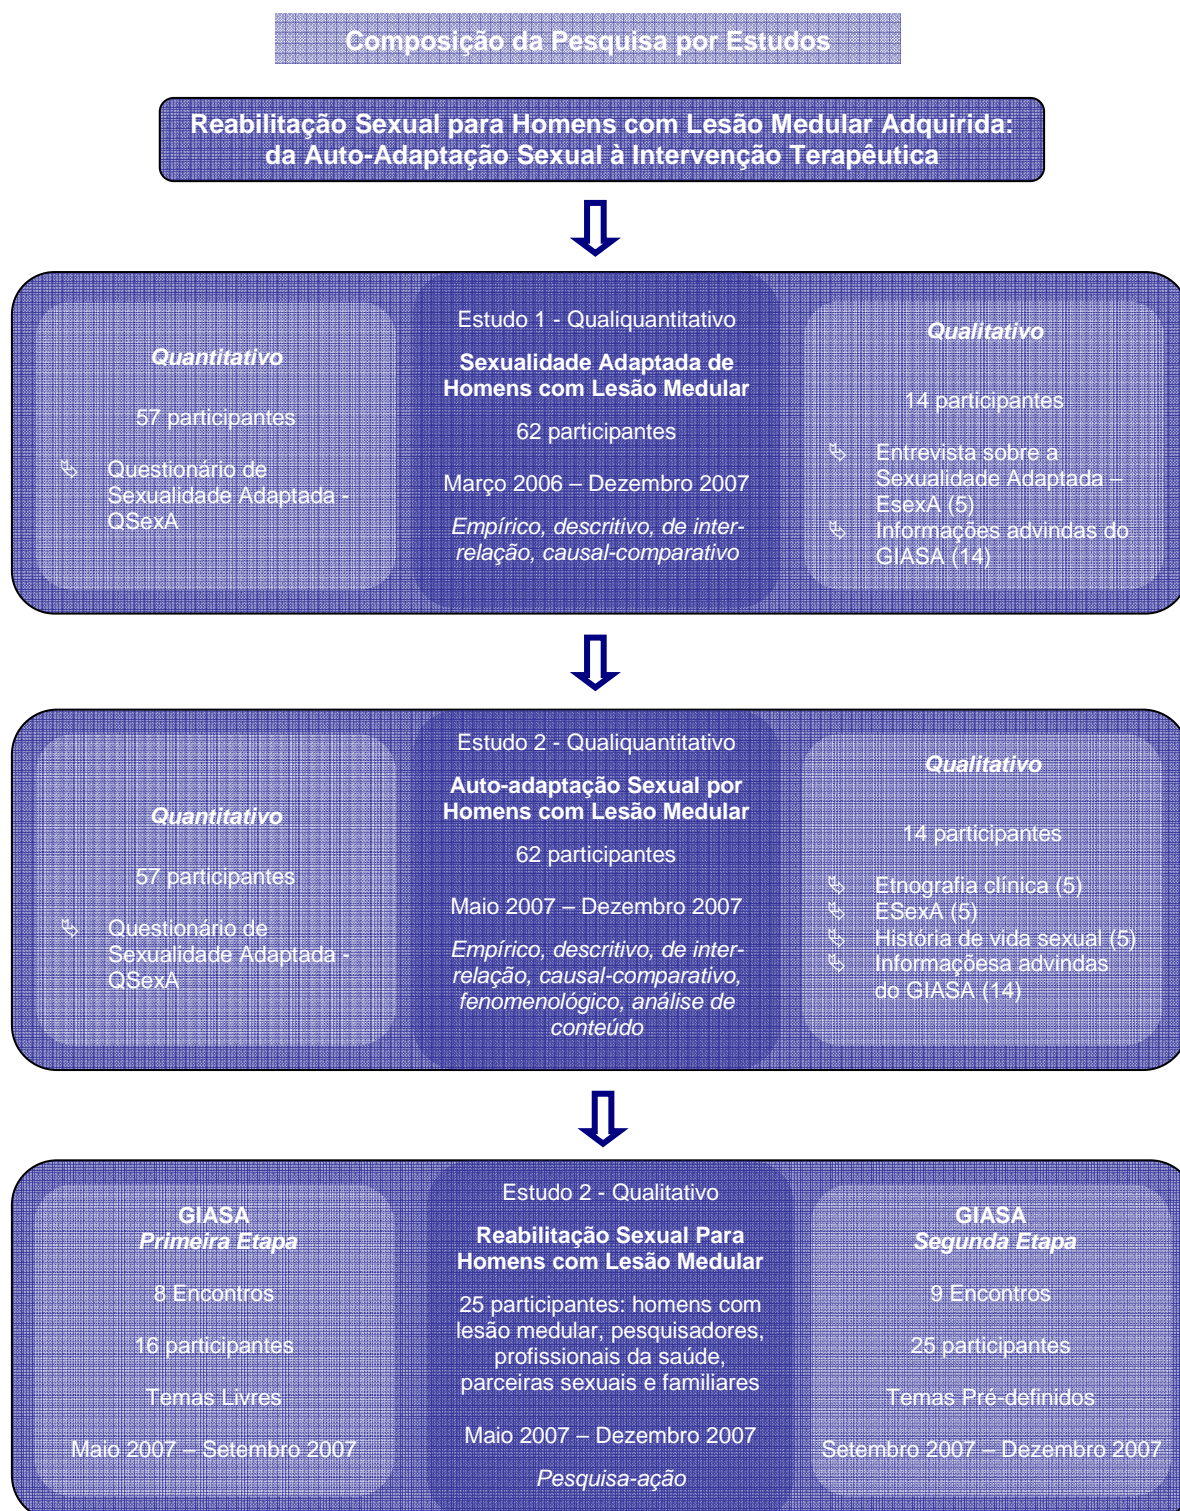 Composição da Pesquisa por Estudos
Reabilitação Sexual para Homens com Lesão Medular Adquirida:
da Auto-Adaptação Sexual à Intervenção Terapêutica
Quantitativo
57 participantes
Questionário de
Sexualidade Adaptada -
QSexA
Estudo 1 - Qualiquantitativo
Sexualidade Adaptada de
Homens com Lesão Medular
62 participantes
Março 2006 – Dezembro 2007
Empírico, descritivo, de inter-
relação, causal-comparativo
Qualitativo
14 participantes
Entrevista sobre a
Sexualidade Adaptada –
EsexA (5)
Informações advindas do
GIASA (14)
Quantitativo
57 participantes
Questionário de
Sexualidade Adaptada -
QSexA
Estudo 2 - Qualiquantitativo
Auto-adaptação Sexual por
Homens com Lesão Medular
62 participantes
Maio 2007 – Dezembro 2007
Empírico, descritivo, de inter-
relação, causal-comparativo,
fenomenológico, análise de
conteúdo
Qualitativo
14 participantes
Etnografia clínica (5)
ESexA (5)
História de vida sexual (5)
Informaçõesa advindas
do GIASA (14)
GIASA
Primeira Etapa
8 Encontros
16 participantes
Temas Livres
Maio 2007 – Setembro 2007
Estudo 2 - Qualitativo
Reabilitação Sexual Para
Homens com Lesão Medular
25 participantes: homens com
lesão medular, pesquisadores,
profissionais da saúde,
parceiras sexuais e familiares
Maio 2007 – Dezembro 2007
Pesquisa-ação
GIASA
Segunda Etapa
9 Encontros
25 participantes
Temas Pré-definidos
Setembro 2007 – Dezembro 2007